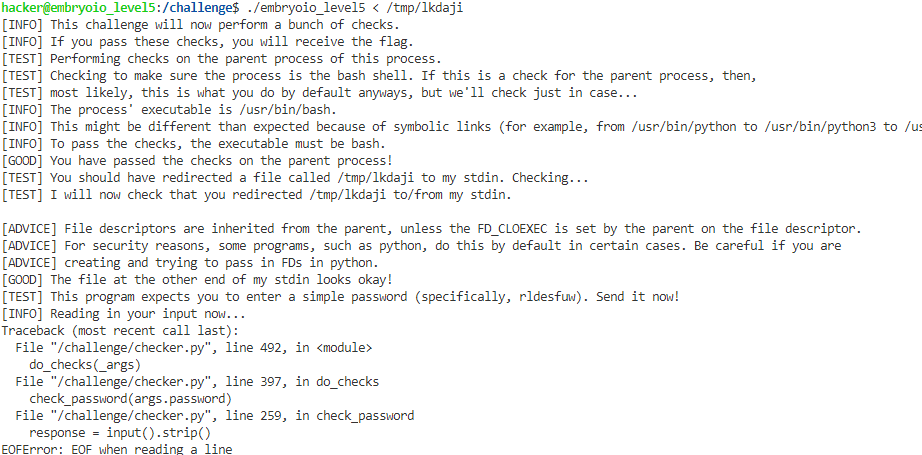 hacker@embryoio_level5:/challenge$ ./embryoio_level5 < /tmp/lkdaji
[INFO] This challenge will now perform a bunch of checks.
[INFO] If you pass these checks, you will receive the flag.
[TEST] Performing checks on the parent process of this process.
[TEST] Checking to make sure the process is the bash shell. If this is a check for the parent process, then,
[TEST] most likely, this is what you do by default anyways, but we'll check just in case...
[INFO] The process' executable is /usr/bin/bash.
[INFO] This might be different than expected because of symbolic links (for example, from /usr/bin/python to /usr/bin/python3 to /us
[INFO] To pass the checks, the executable must be bash.
[GOOD] You have passed the checks on the parent process!
[TEST] You should have redirected a file called /tmp/lkdaji to my stdin. Checking...
[TEST] I will now check that you redirected /tmp/lkdaji to/from my stdin.
[ADVICE] File descriptors are inherited from the parent, unless the FD_CLOEXEC is set by the parent on the file descriptor.
[ADVICE] For security reasons, some programs, such as python, do this by default in certain cases. Be careful if you are
[ADVICE] creating and trying to pass in FDs in python.
[GOOD] The file at the other end of my stdin looks okay!
[TEST] This program expects you to enter a simple password (specifically, rldesfuw). Send it now!
[INFO] Reading in your input now...
Traceback (most recent call last):
  File "/challenge/checker.py", line 492, in <module>
    do_checks(_args)
  File "/challenge/checker.py", line 397, in do_checks
    check_password(args.password)
  File "/challenge/checker.py", line 259, in check_password
    response = input().strip()
EOFError: EOF when reading a line